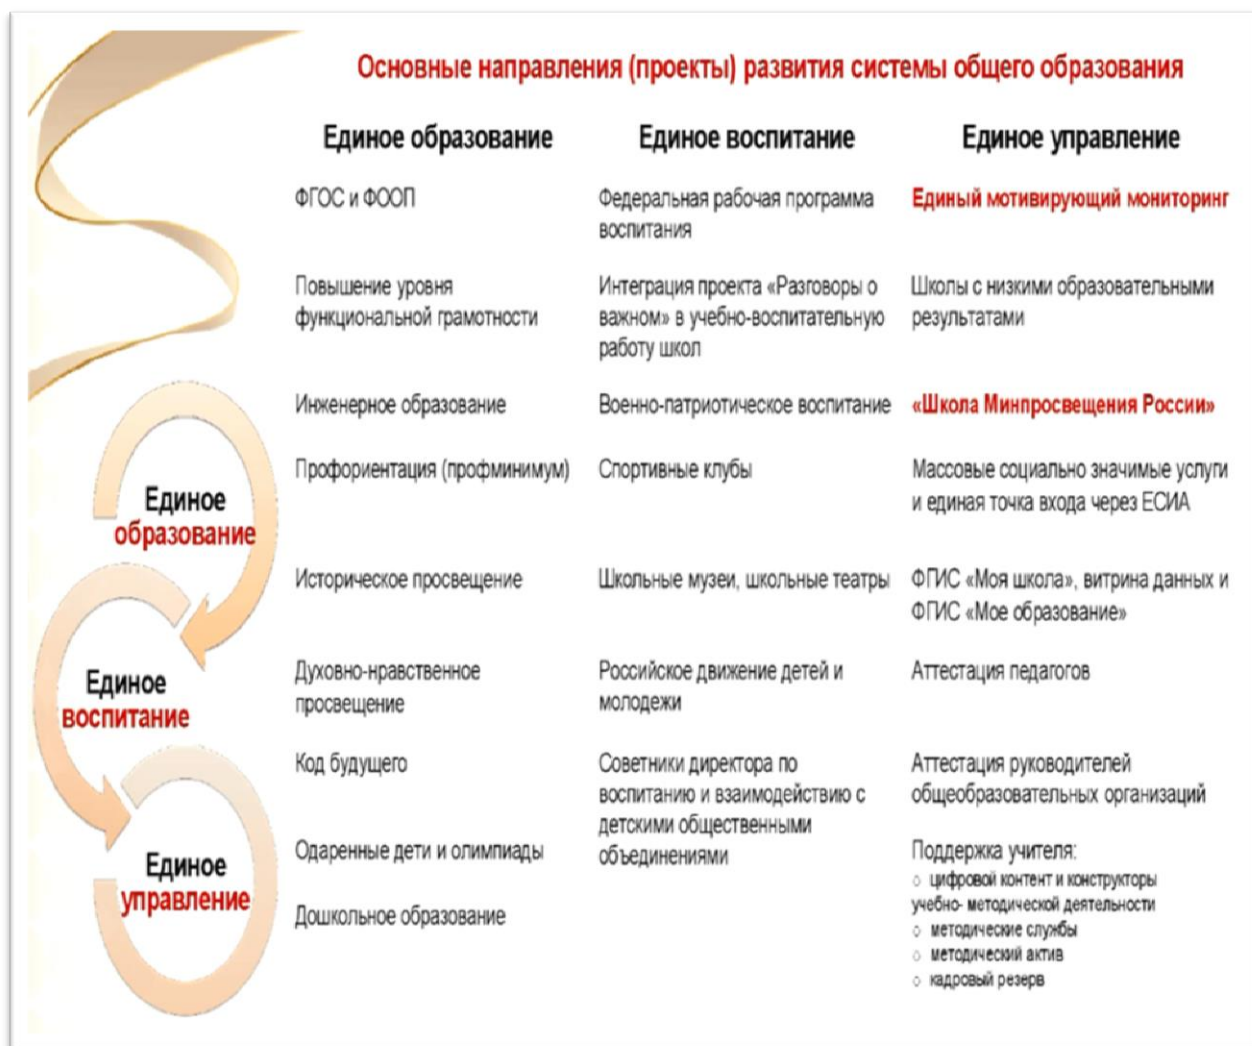 Основные направления (проекты) развития системы общего образования
Единое образование
ФГОС и ФООП
Повышение уровня
функциональной грамотности
Инженерное образование
Профориентация (профминимум)
Историческое просвещение
Духовно-нравственное
просвещение
Код будущего
Одаренные дети и олимпиады
Дошкольное образование
Единое воспитание
Федеральная рабочая программа
воспитания
Интеграция проекта «Разговоры о
важном» в учебно-воспитательную
работу школ
Военно-патриотическое воспитание
Спортивные клубы
Школьные музеи, школьные театры
Российское движение детей и
молодежи
Советники директора по
воспитанию и взаимодействию с
детскими общественными
объединениями
Единое управление
Единый мотивирующий мониторинг
Школы с низкими образовательными
результатами
«Школа Минпросвещения России»
Массовые социально значимые услуги
и единая точка входа через ЕСИА
ФГИС «Моя школа», витрина данных и
ФГИС «Мое образование»
Аттестация педагогов
Аттестация руководителей
общеобразовательных организаций
Поддержка учителя:
○ цифровой контент и конструкторы
учебно- методической деятельности
○ методические службы
○ методический актив
○ кадровый резерв
Единое
образование
Единое
воспитание
Единое
управление